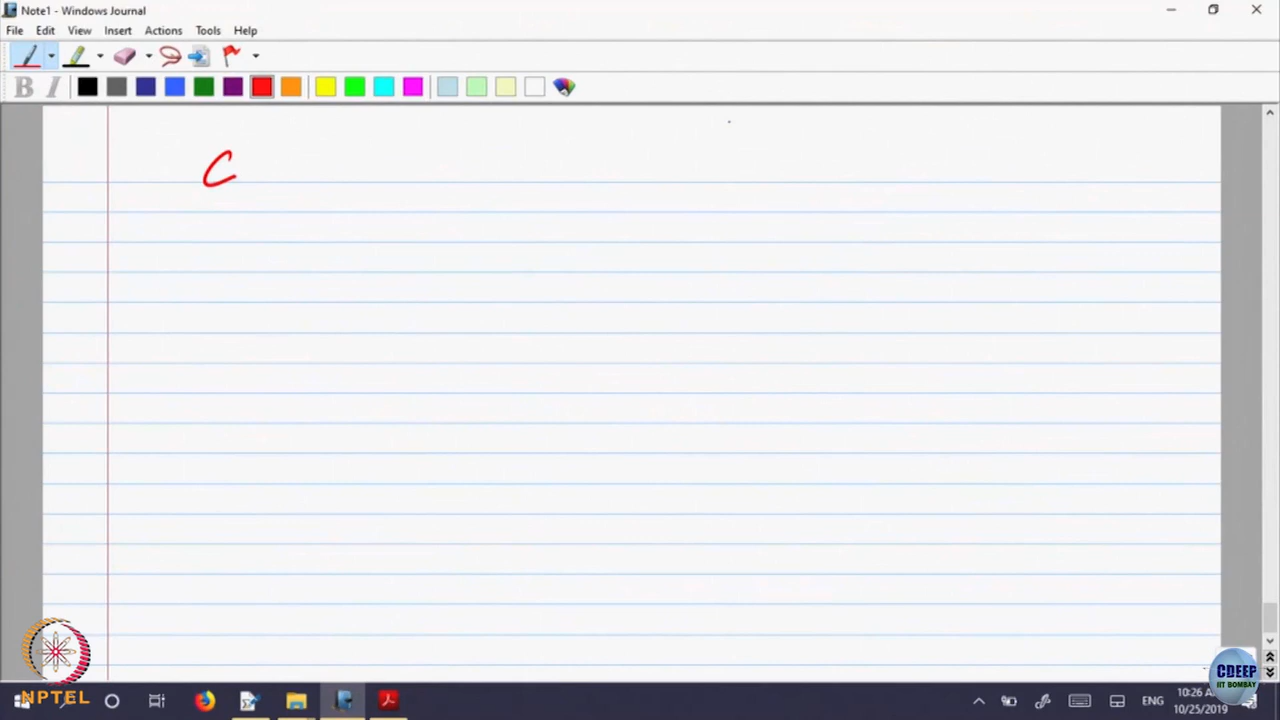 Note1 - Windows Journal
File Edit View Insert Actions Tools Help
B I
C
NPTEL
CDEEP
IIT BOMBAY
ENG
10:26
10/25/2019